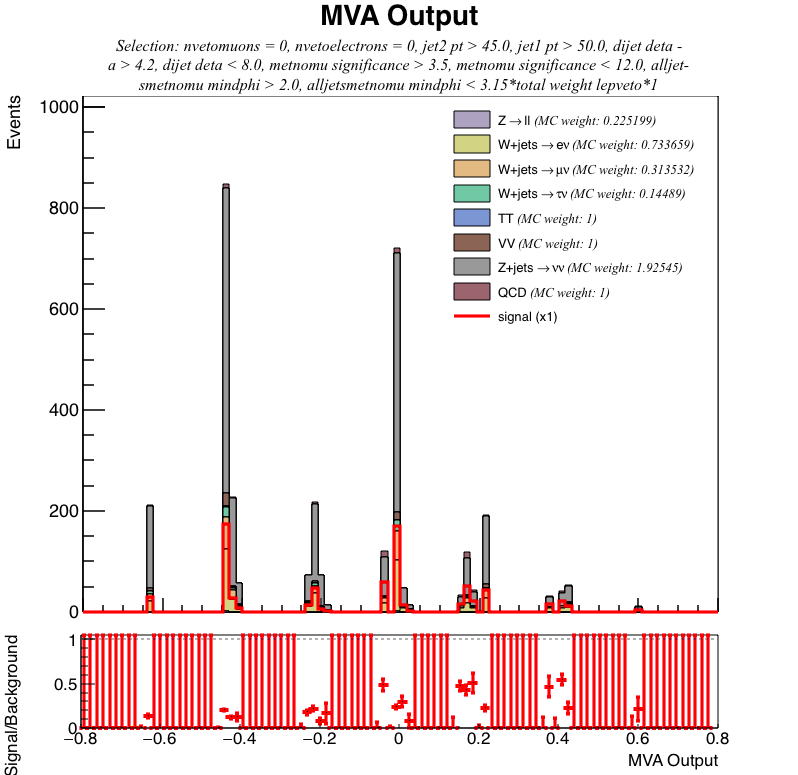 MVA Output
Selection: nvetomuons = 0, nvetoelectrons = 0, jet2 pt > 45.0, jet1 pt > 50.0, dijet deta -
a > 4.2, dijet deta < 8.0, metnomu significance > 3.5, metnomu significance < 12.0, alljet-
smetnomu mindphi > 2.0, alljetsmetnomu mindphi < 3.15*total weight lepveto*1
Events
1000
800
600
400
200
0
Z→ll (MC weight: 0.225199)
W+jets→eν (MC weight: 0.733659)
W+jets→μν (MC weight: 0.313532)
W+jets→τν (MC weight: 0.14489)
TT (MC weight: 1)
VV (MC weight: 1)
Z+jets→νν (MC weight: 1.92545)
QCD (MC weight: 1)
signal (x1)
Signal/Background
1
0.5
0
−0.8 −0.6 −0.4 −0.2 0 0.2 0.4 0.6 0.8
MVA Output